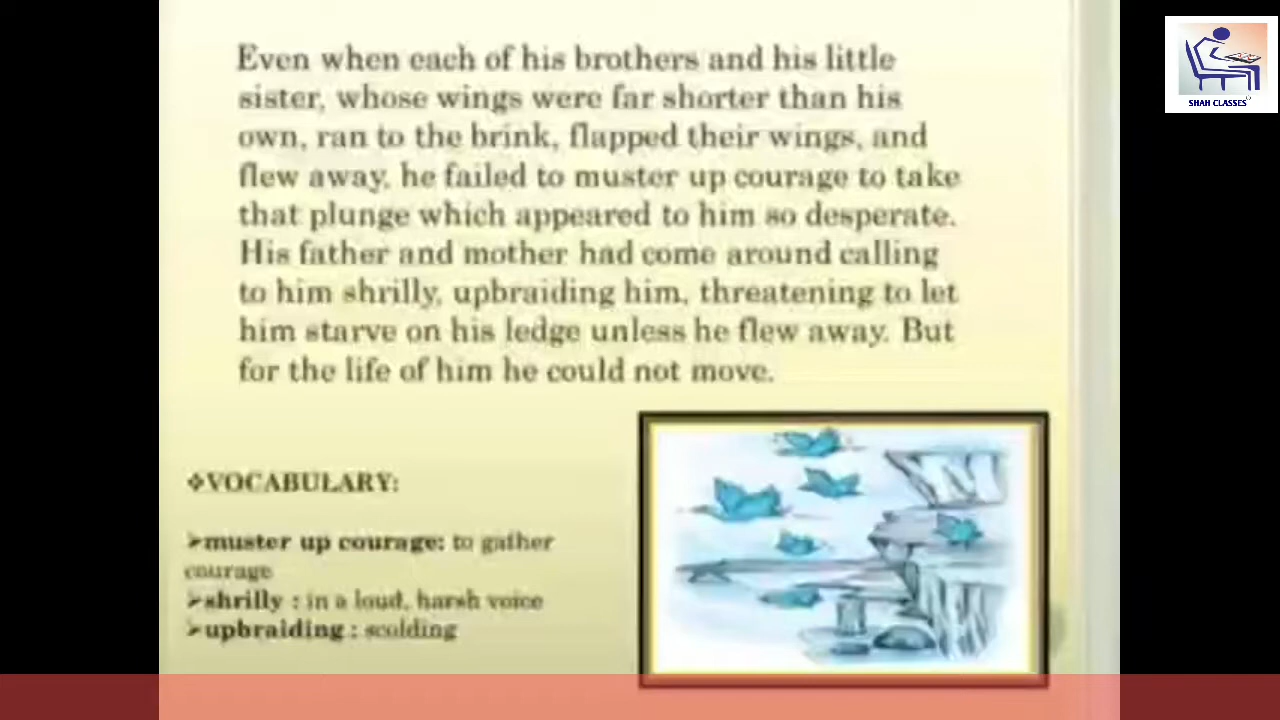 Even when each of his brothers and his little
sister, whose wings were far shorter than his
own, ran to the brink, flapped their wings, and
flew away, he failed to muster up courage to take
that plunge which appeared to him so desperate.
His father and mother had come around calling
to him shrilly, upbraiding him, threatening to let
him starve on his ledge unless he flew away. But
for the life of him he could not move.
❖VOCABULARY:
➢muster up courage: to gather
courage
➢shrilly : in a loud, harsh voice
➢upbraiding : scolding
SHAH CLASSES